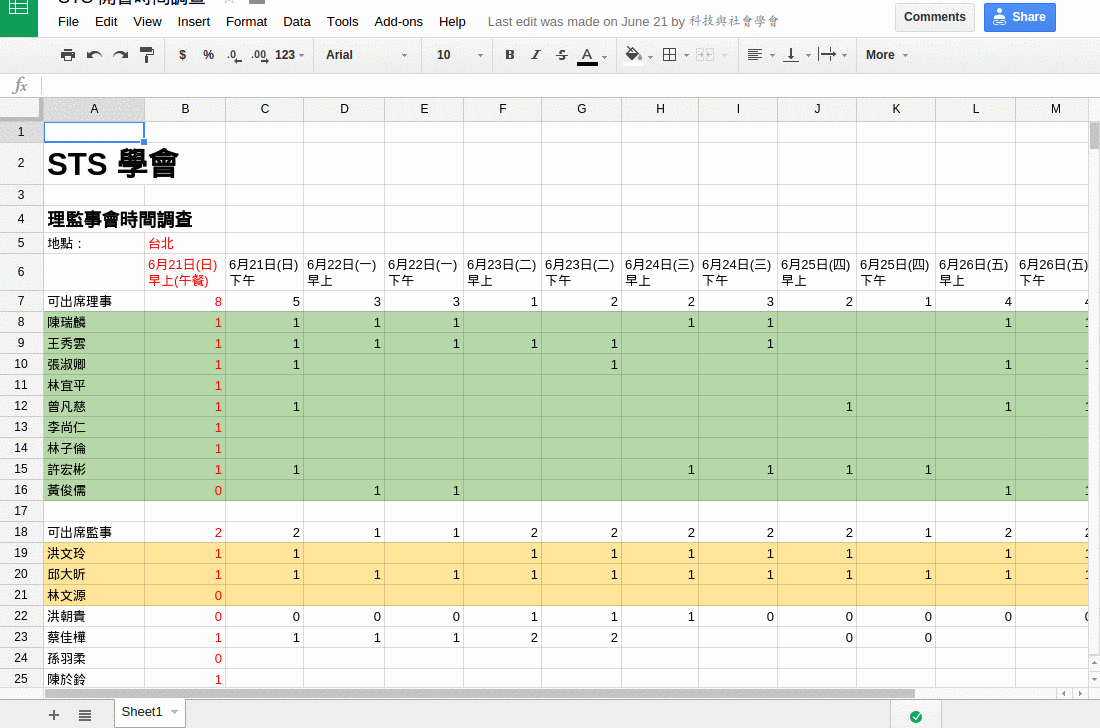 STS 開會時間調查
File Edit View Insert Format Data Tools Add-ons Help Last edit was made on June 21 by 科技與社會學會 Comments Share
$ % .0 .00 123 Arial 10 B I S A More
fx
A B C D E F G H I J K L M
1
2 STS 學會
3
4 理監事會時間調查
5 地點： 台北
6 6月21日(日) 6月21日(日) 6月22日(一) 6月22日(一) 6月23日(二) 6月23日(二) 6月24日(三) 6月24日(三) 6月25日(四) 6月25日(四) 6月26日(五) 6月26日(五)
早上(午餐) 下午 早上 下午 早上 下午 早上 下午 早上 下午 早上 下午
7 可出席理事 8 5 3 3 1 2 2 3 2 1 4 4
8 陳瑞麟 1 1 1 1 1 1 1 1
9 王秀雲 1 1 1 1 1 1 1
10 張淑卿 1 1 1 1 1
11 林宜平 1
12 曾凡慈 1 1 1 1 1
13 李尚仁 1
14 林子倫 1
15 許宏彬 1 1 1 1 1 1
16 黃俊儒 0 1 1 1 1
17
18 可出席監事 2 2 1 1 2 2 2 2 2 1 2 2
19 洪文玲 1 1 1 1 1 1 1 1 1
20 邱大昕 1 1 1 1 1 1 1 1 1 1 1 1
21 林文源 0
22 洪朝貴 0 0 0 0 1 1 1 0 0 0 0 0
23 蔡佳樺 1 1 1 1 2 2 0 0
24 孫羽柔 0
25 陳於鈴 1
Sheet1